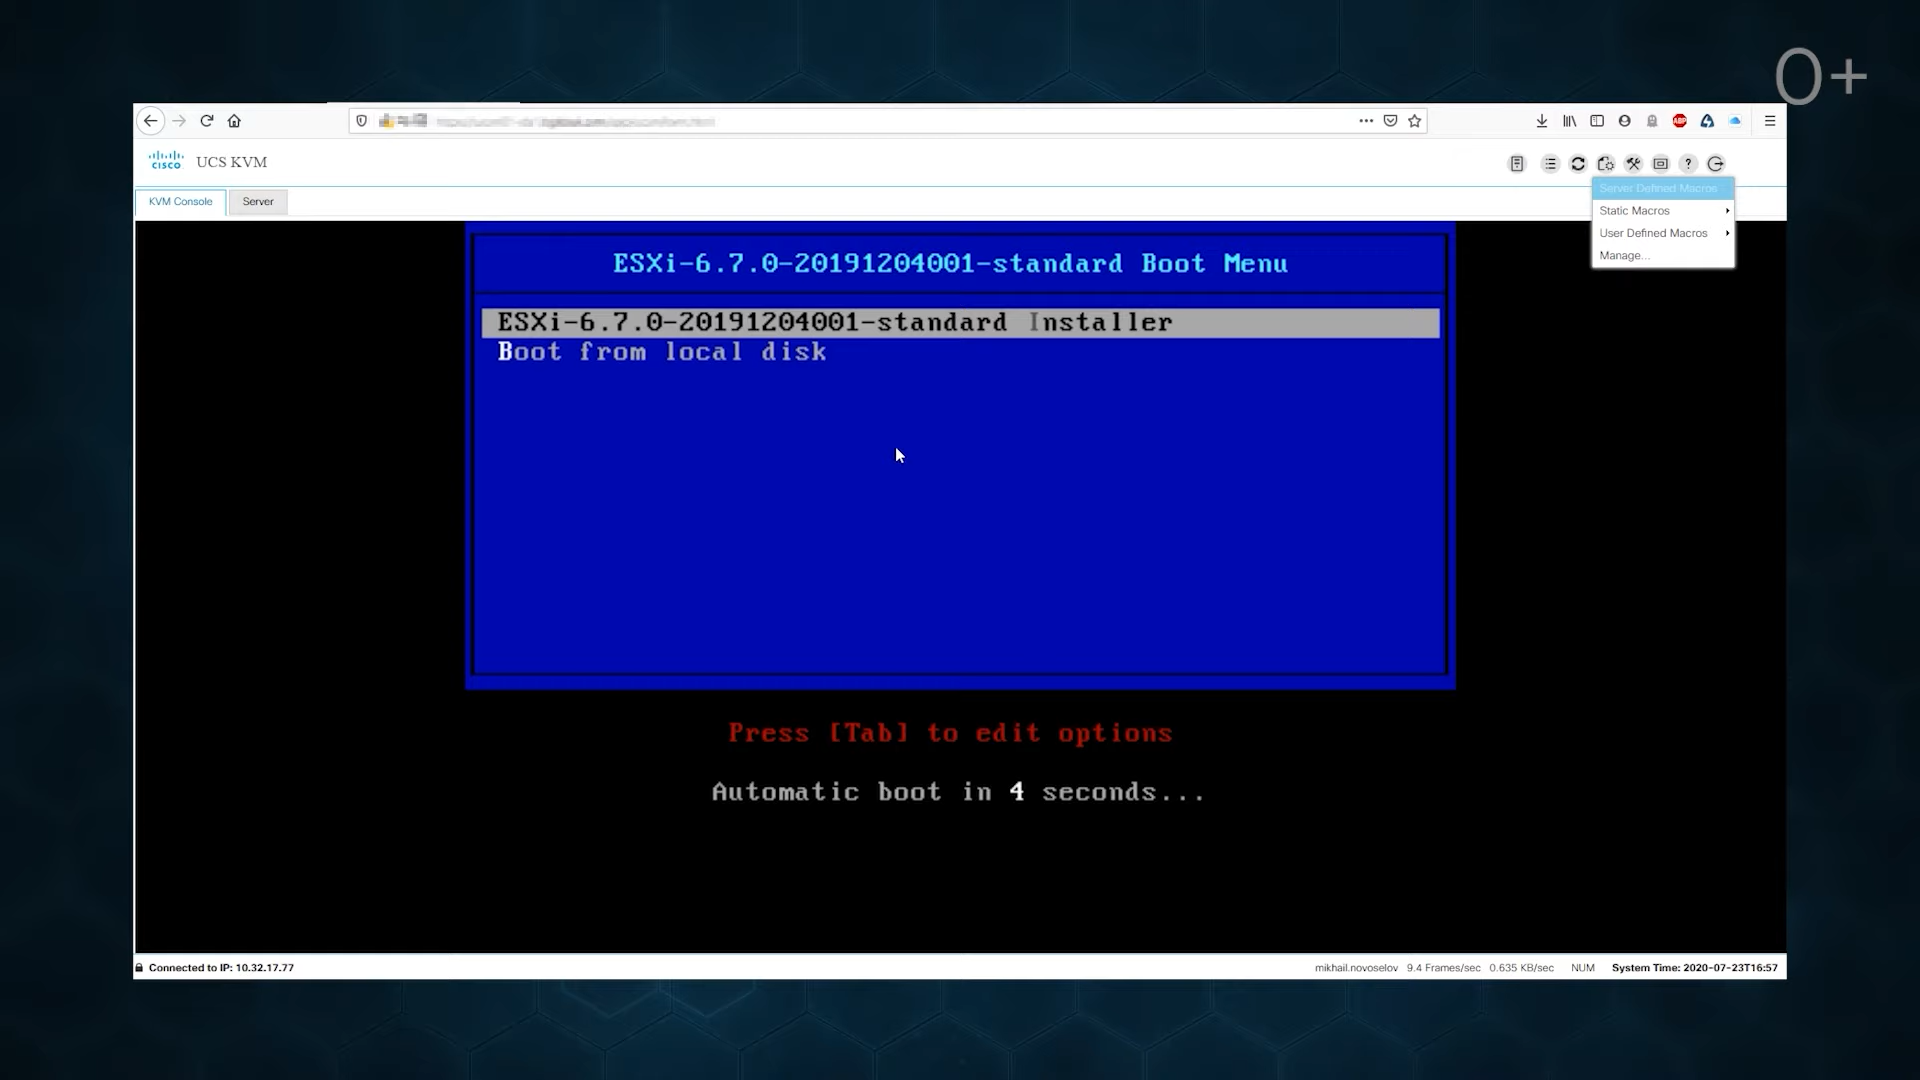 0+
CISCO UCS KVM
KVM Console Server
Server Defined Macros
Static Macros
User Defined Macros
Manage...
ESXi-6.7.0-20191204001-standard Boot Menu
ESXi-6.7.0-20191204001-standard Installer
Boot from local disk
Press [Tab] to edit options
Automatic boot in 4 seconds...
Connected to IP: 10.32.17.77 mikhail.novoselov 9.4 Frames/sec 0.635 KB/sec NUM System Time: 2020-07-23T16:57